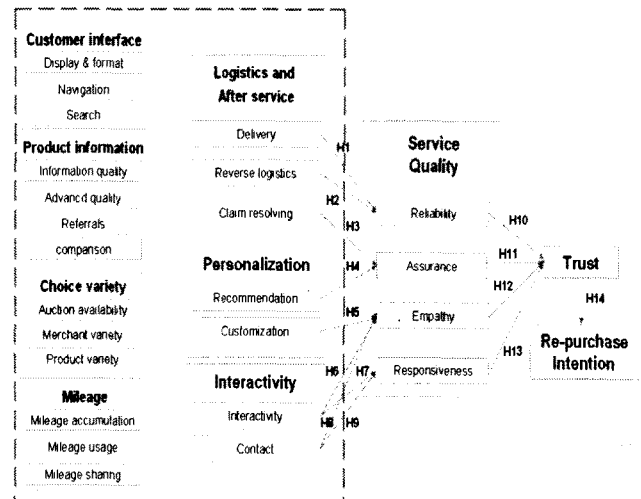 Customer interface
Display & format
Navigation
Search
Product information
Information quality
Advancd quality
Referrals
comparison
Choice variety
Auction availability
Merchant variety
Product variety
Mileage
Mileage accumulation
Mileage usage
Mileage sharing
Logistics and
After service
Delivery
Reverse logistics
Claim resolving
Personalization
Recommendation
Customization
Interactivity
Interactivity
Contact
H1
H2
H3
H4
H5
H6
H7
H8
H9
Service
Quality
Reliability
Assurance
Empathy
Responsiveness
H10
H11
H12
H13
Trust
H14
Re-purchase
Intention